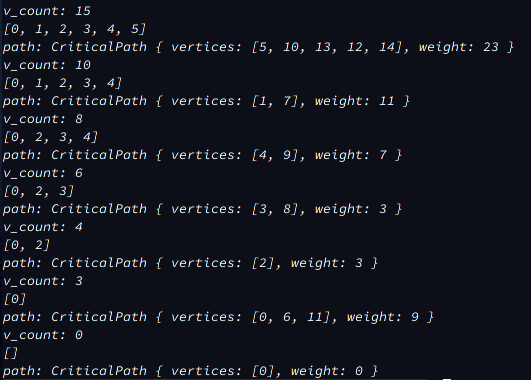 v_count: 15
[0, 1, 2, 3, 4, 5]
path: CriticalPath { vertices: [5, 10, 13, 12, 14], weight: 23 }
v_count: 10
[0, 1, 2, 3, 4]
path: CriticalPath { vertices: [1, 7], weight: 11 }
v_count: 8
[0, 2, 3, 4]
path: CriticalPath { vertices: [4, 9], weight: 7 }
v_count: 6
[0, 2, 3]
path: CriticalPath { vertices: [3, 8], weight: 3 }
v_count: 4
[0, 2]
path: CriticalPath { vertices: [2], weight: 3 }
v_count: 3
[0]
path: CriticalPath { vertices: [0, 6, 11], weight: 9 }
v_count: 0
[]
path: CriticalPath { vertices: [0], weight: 0 }